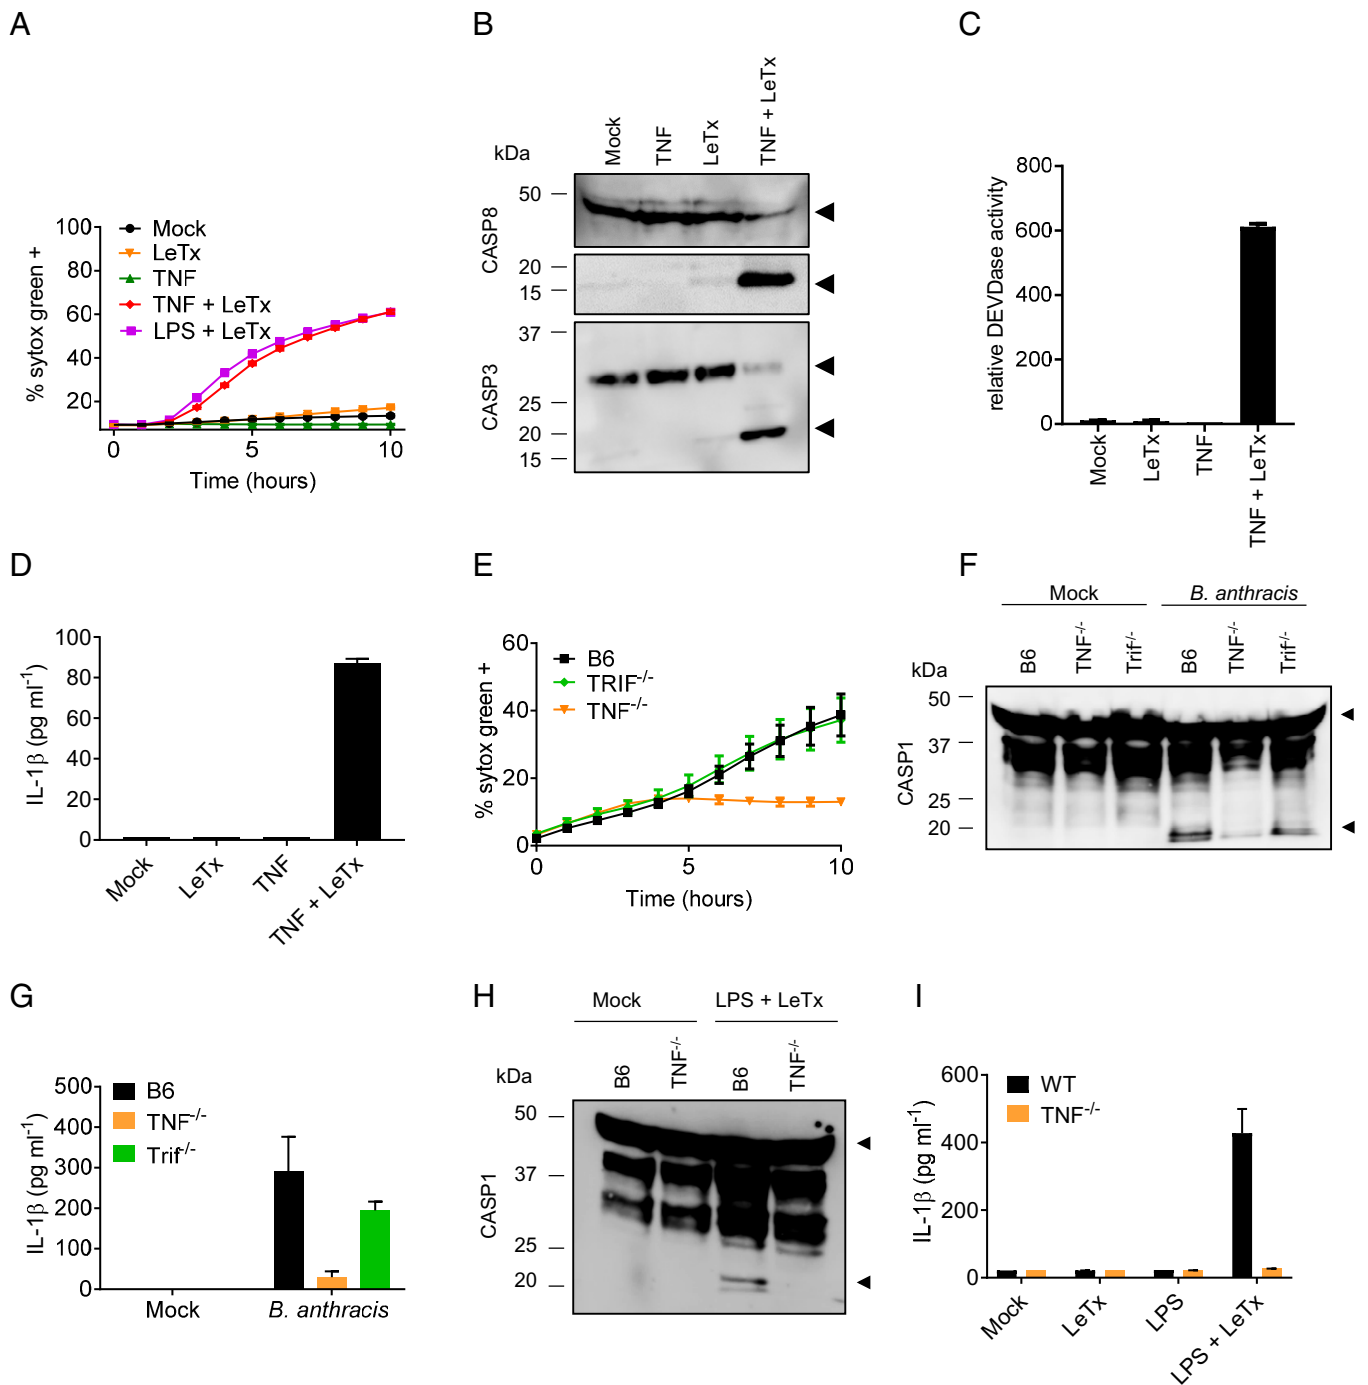 A
% sytox green +
100
80
60
40
20
0
5
10
Time (hours)
Mock
LeTx
TNF
TNF + LeTx
LPS + LeTx
B
kDa
Mock
TNF
LeTx
TNF + LeTx
CASP8
50
20
15
CASP3
37
25
20
15
C
relative DEVDase activity
800
600
400
200
0
Mock
LeTx
TNF
TNF + LeTx
D
IL-1β (pg ml⁻¹)
100
80
60
40
20
0
Mock
LeTx
TNF
TNF + LeTx
E
% sytox green +
60
40
20
0
0
5
10
Time (hours)
B6
TRIF⁻/⁻
TNF⁻/⁻
F
Mock
B. anthracis
kDa
B6
TNF⁻/⁻
Trif⁻/⁻
B6
TNF⁻/⁻
Trif⁻/⁻
CASP1
50
37
25
20
G
IL-1β (pg ml⁻¹)
500
400
300
200
100
0
B6
TNF⁻/⁻
Trif⁻/⁻
Mock
B. anthracis
H
Mock
LPS + LeTx
kDa
B6
TNF⁻/⁻
B6
TNF⁻/⁻
CASP1
50
37
25
20
I
IL-1β (pg ml⁻¹)
600
400
200
0
WT
TNF⁻/⁻
Mock
LeTx
LPS
LPS + LeTx